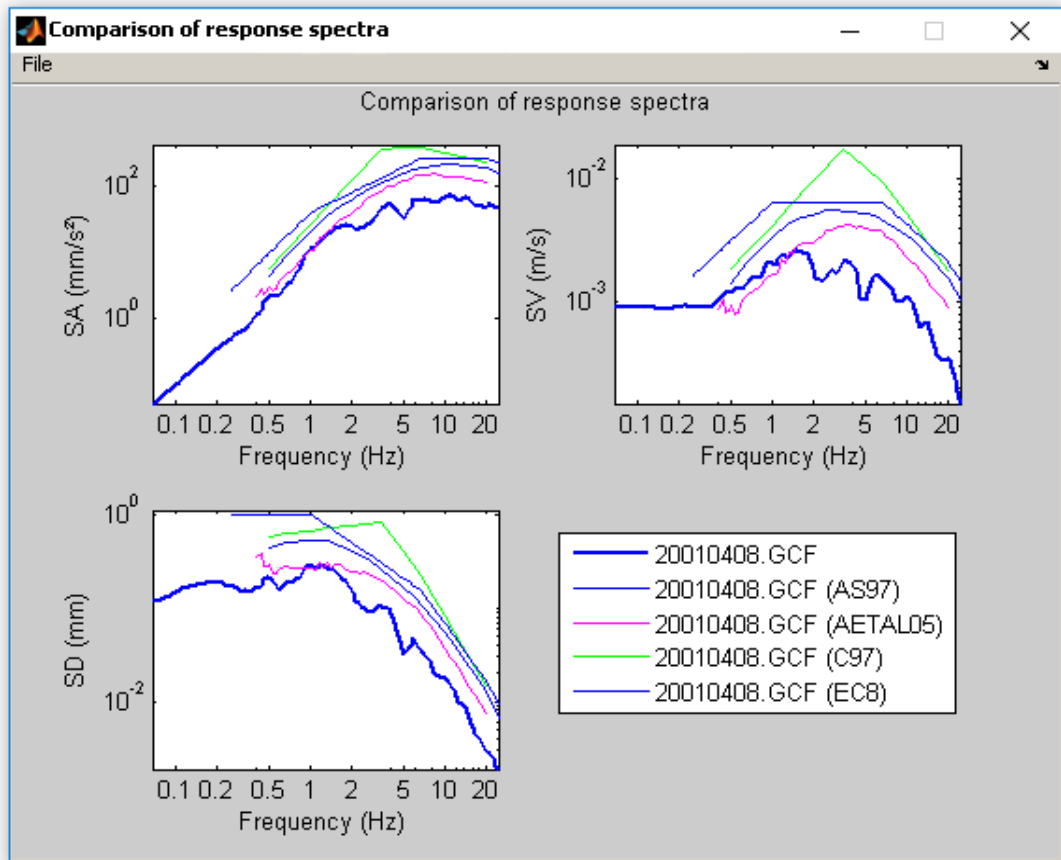 Comparison of response spectra
File
Comparison of response spectra
SA (mm/s²)
10²
10⁰
0.1 0.2 0.5 1 2 5 10 20
Frequency (Hz)
SV (m/s)
10⁻²
10⁻³
0.1 0.2 0.5 1 2 5 10 20
Frequency (Hz)
SD (mm)
10⁰
10⁻²
0.1 0.2 0.5 1 2 5 10 20
Frequency (Hz)
20010408.GCF
20010408.GCF (AS97)
20010408.GCF (AETAL05)
20010408.GCF (C97)
20010408.GCF (EC8)